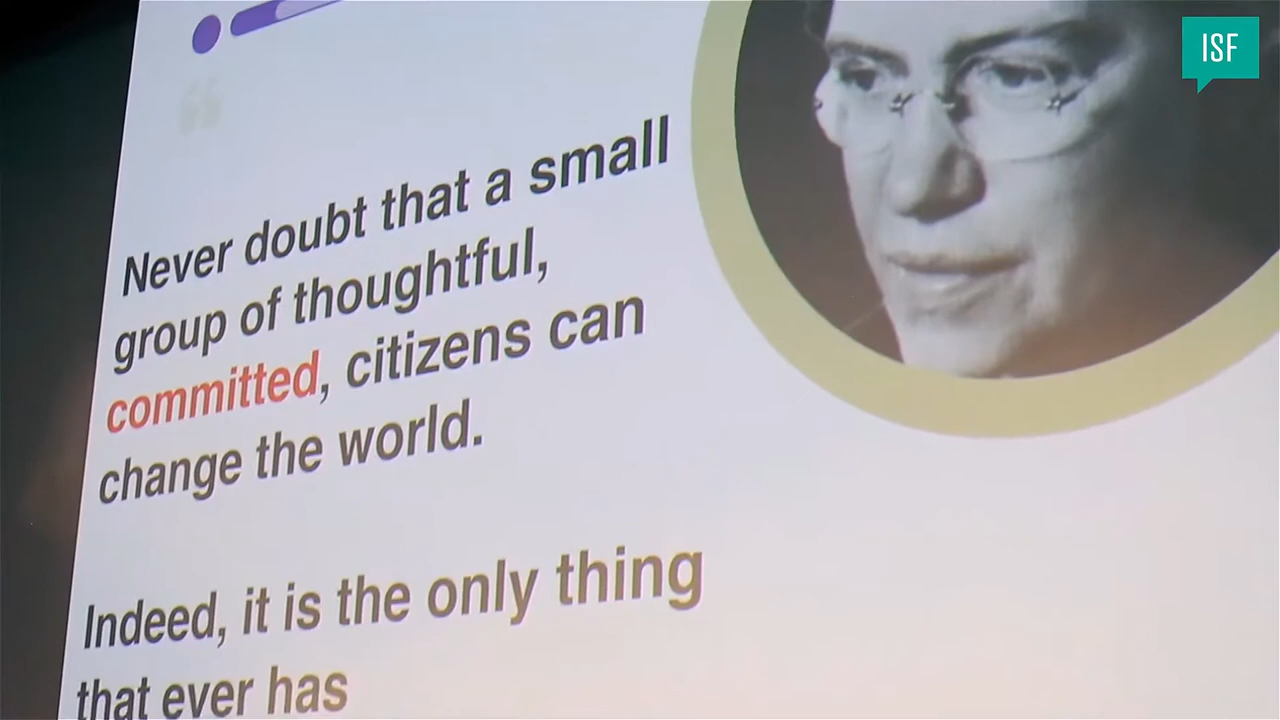 ISF
“
Never doubt that a small
group of thoughtful,
committed, citizens can
change the world.
Indeed, it is the only thing
that ever has